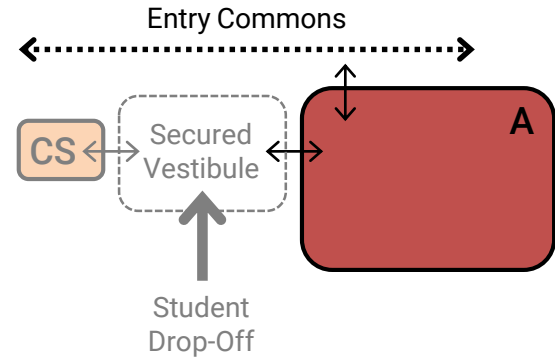 Entry Commons
A
CS
Secured
Vestibule
Student
Drop-Off